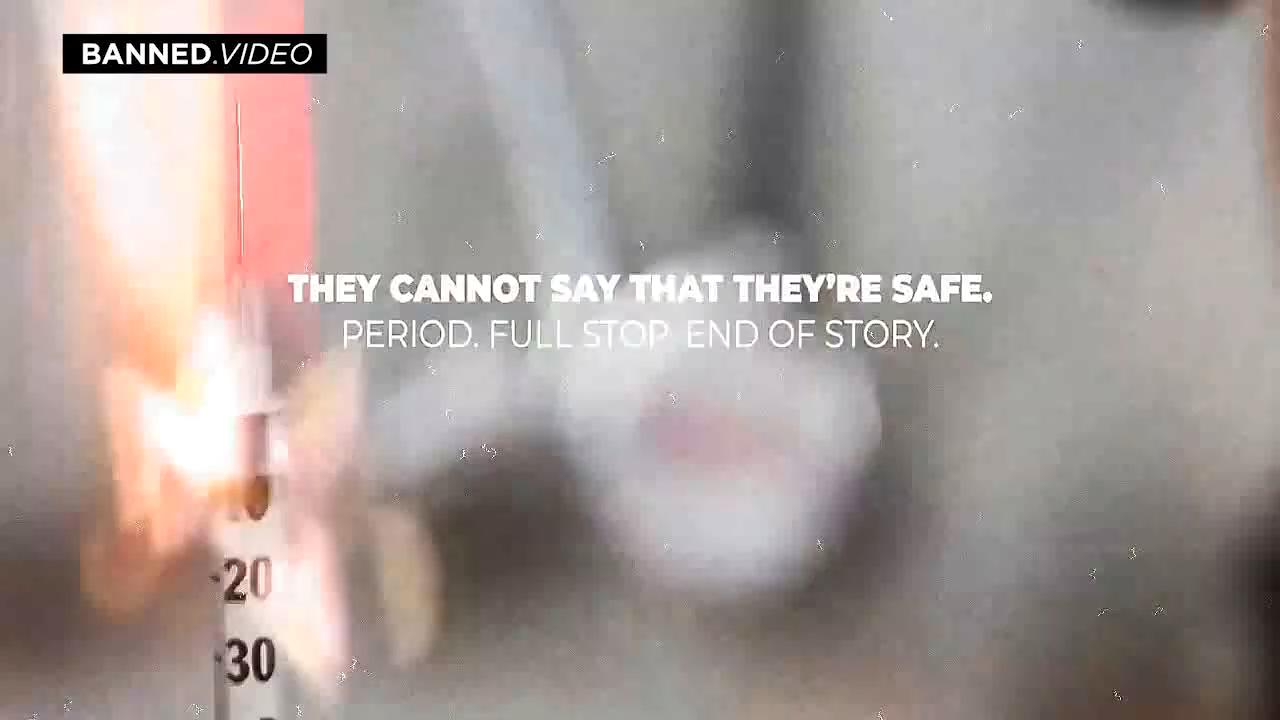 BANNED.VIDEO
THEY CANNOT SAY THAT THEY'RE SAFE.
PERIOD. FULL STOP. END OF STORY.
20
30